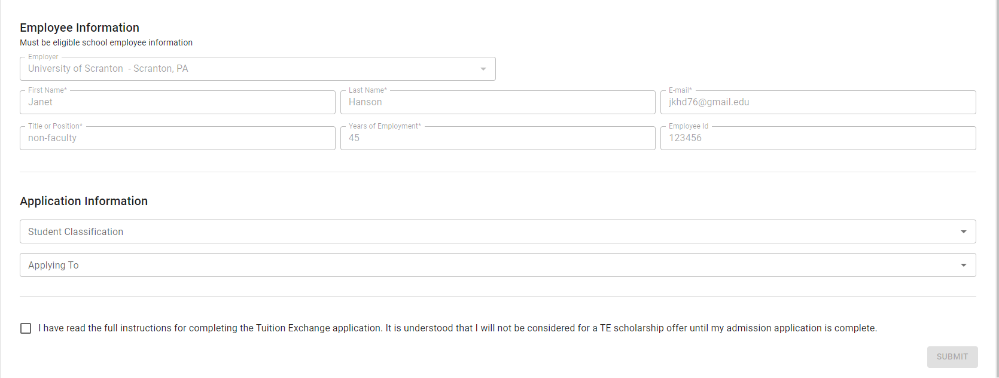 Employee Information
Must be eligible school employee information
Employer
University of Scranton  - Scranton, PA
First Name*
Janet
Last Name*
Hanson
E-mail*
jkhd76@gmail.edu
Title or Position*
non-faculty
Years of Employment*
45
Employee Id
123456
Application Information
Student Classification
Applying To
I have read the full instructions for completing the Tuition Exchange application. It is understood that I will not be considered for a TE scholarship offer until my admission application is complete.
SUBMIT